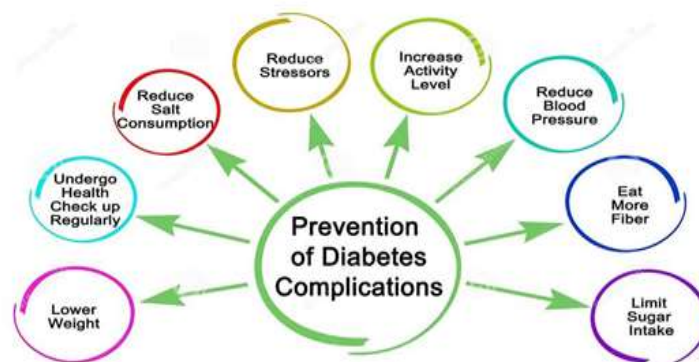 Prevention
of Diabetes
Complications
Lower
Weight
Undergo
Health
Check up
Regularly
Reduce
Salt
Consumption
Reduce
Stressors
Increase
Activity
Level
Reduce
Blood
Pressure
Eat
More
Fiber
Limit
Sugar
Intake